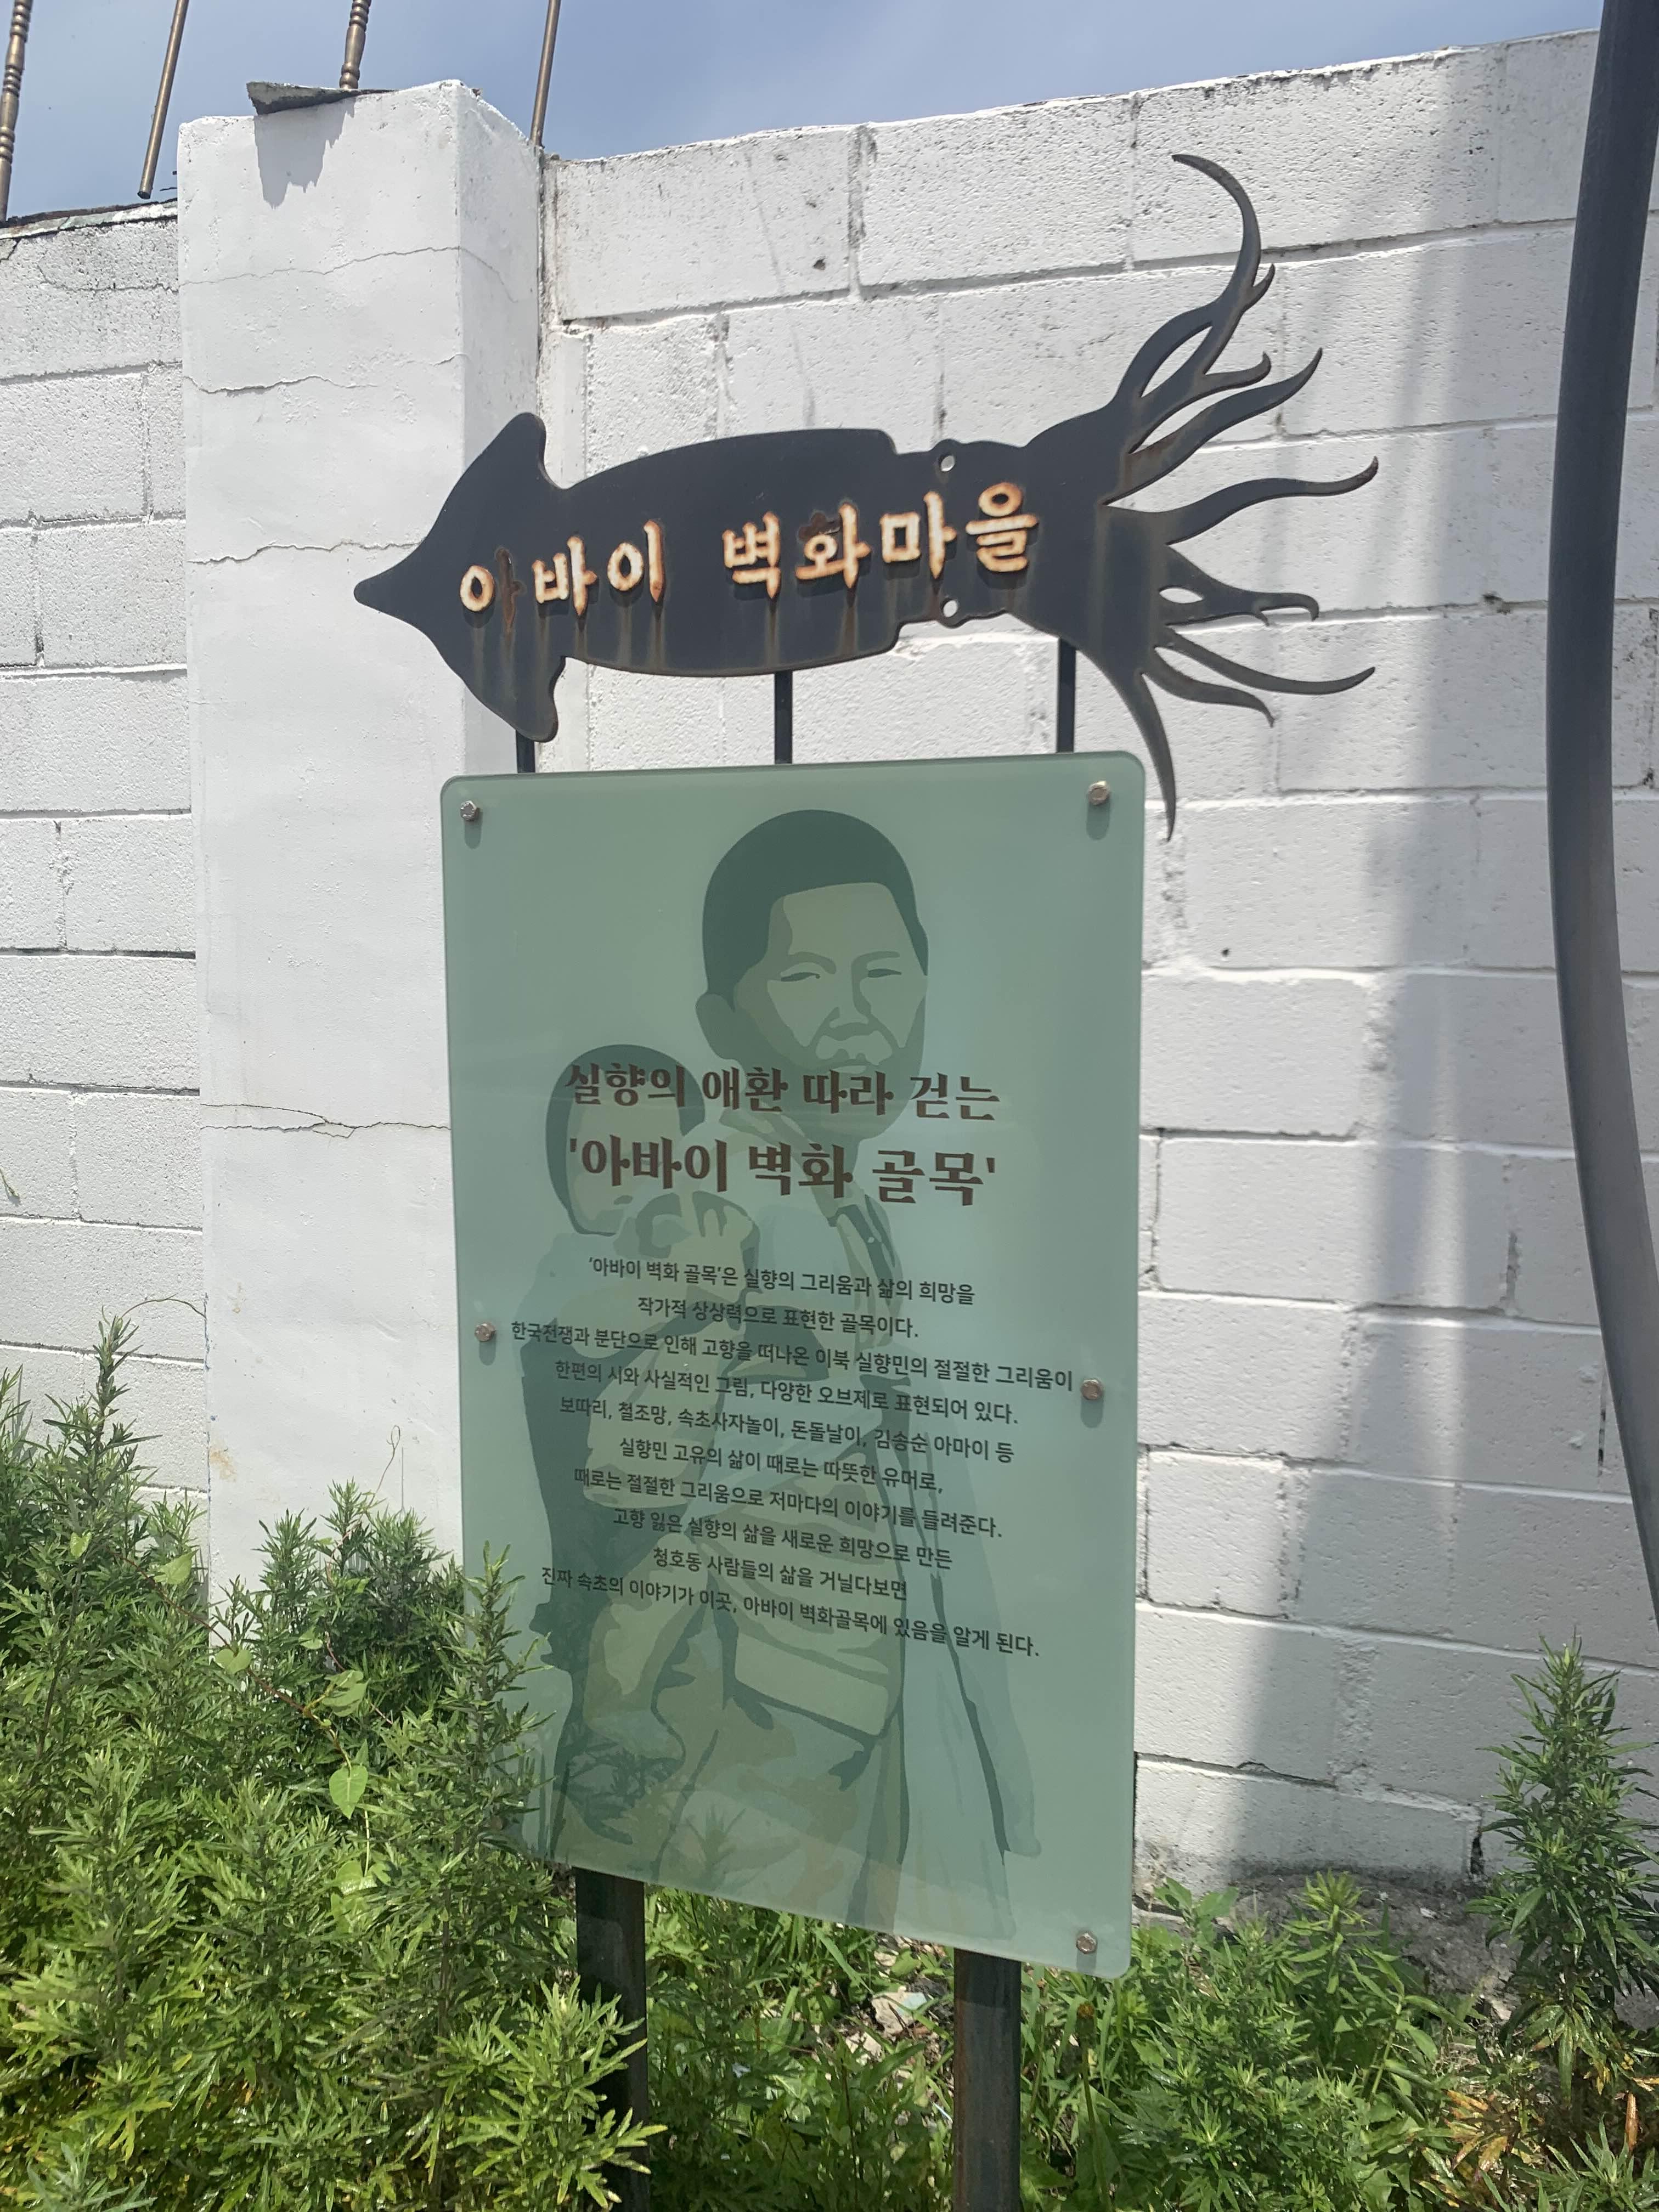 아바이 벽화마을
실향의 애환 따라 걷는
'아바이 벽화 골목'
'아바이 벽화 골목'은 실향의 그리움과 삶의 희망을
작가적 상상력으로 표현한 골목이다.
한국전쟁과 분단으로 인해 고향을 떠나온 이북 실향민의 절절한 그리움이
한편의 시와 사실적인 그림, 다양한 오브제로 표현되어 있다.
보따리, 철조망, 속초사자놀이, 돈돌날이, 김송순 아마이 등
실향민 고유의 삶이 때로는 따뜻한 유머로,
때로는 절절한 그리움으로 저마다의 이야기를 들려준다.
고향 잃은 실향의 삶을 새로운 희망으로 만든
청호동 사람들의 삶을 거닐다보면
진짜 속초의 이야기가 이곳, 아바이 벽화골목에 있음을 알게 된다.